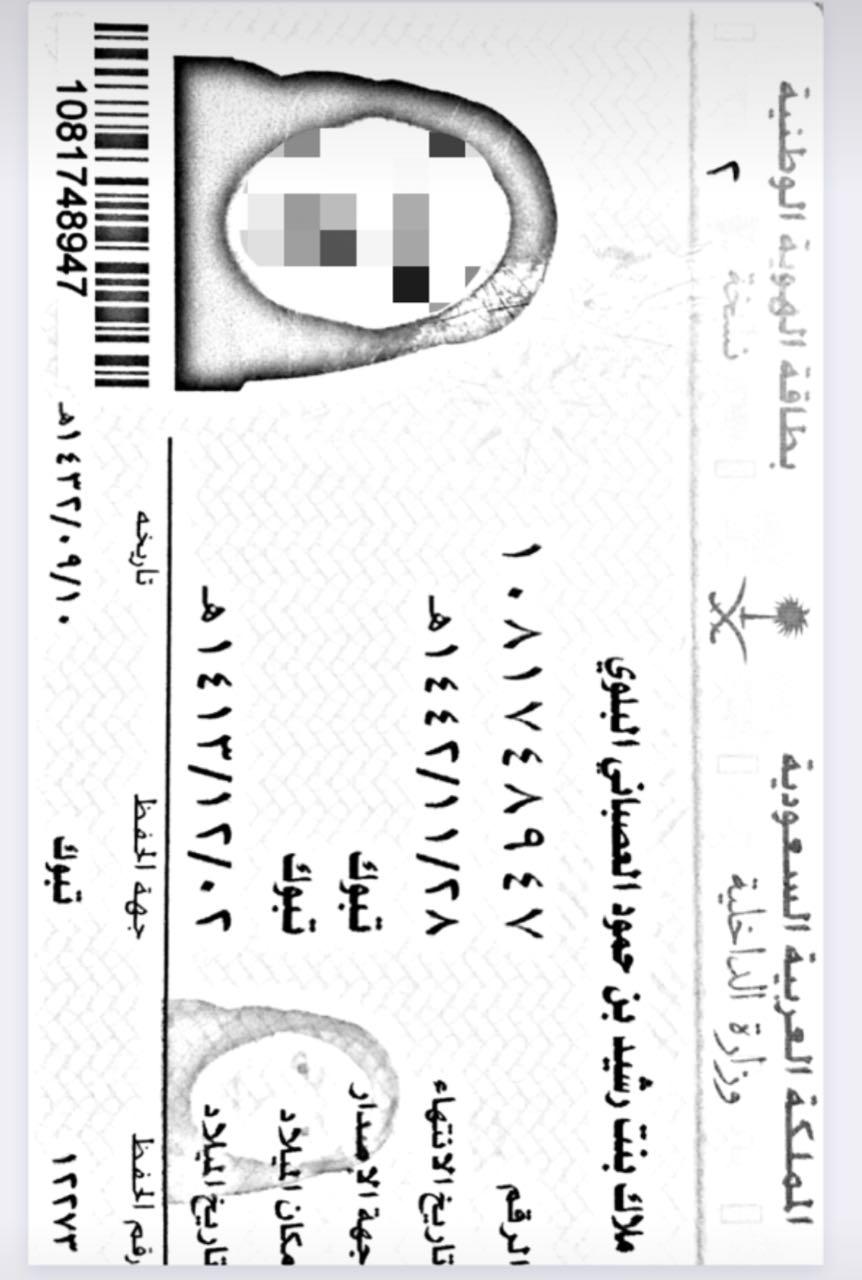 المملكة العربية السعودية بطاقة الهوية الوطنية
وزارة الداخلية نسخة ٢
ملاك بنت رشيد بن حمود العصباني البلوي
الرقم ١٠٨١٧٤٨٩٤٧
تاريخ الانتهاء ١٤٤٢/١١/٢٨هـ
جهة الإصدار تبوك
مكان الميلاد تبوك
تاريخ الميلاد ١٤١٣/١٢/٠٢هـ
رقم الحفظ جهة الحفظ تاريخه
١٢٢٧٣ تبوك ١٤٣٢/٠٩/١٠هـ 1081748947